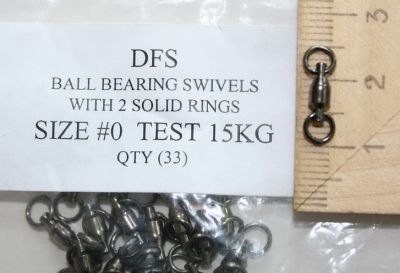 DFS
BALL BEARING SWIVELS
WITH 2 SOLID RINGS
SIZE #0 TEST 15KG
QTY (33)
3
2
1